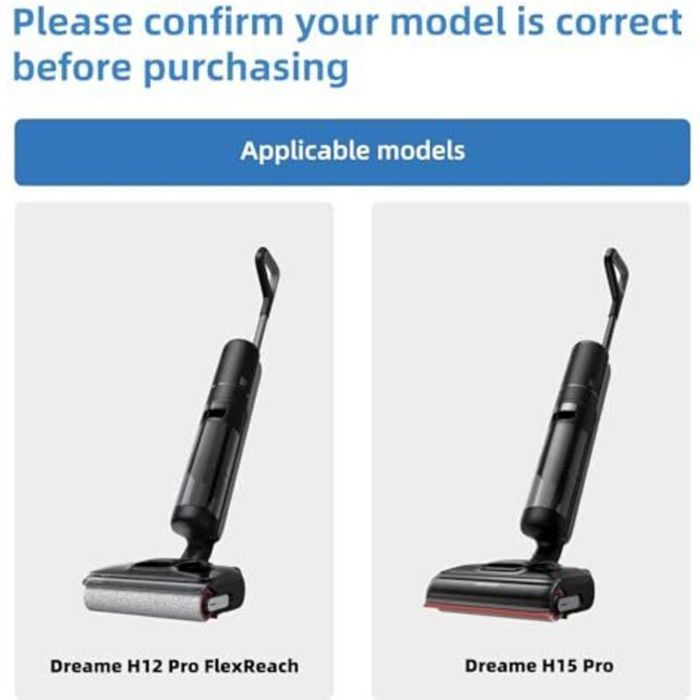 Please confirm your model is correct
before purchasing
Applicable models
Dreame H12 Pro FlexReach
Dreame H15 Pro